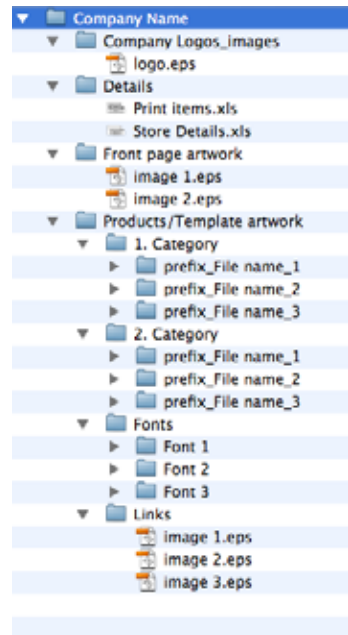 Company Name
Company Logos_images
logo.eps
Details
Print items.xls
Store Details.xls
Front page artwork
image 1.eps
image 2.eps
Products/Template artwork
1. Category
prefix_File name_1
prefix_File name_2
prefix_File name_3
2. Category
prefix_File name_1
prefix_File name_2
prefix_File name_3
Fonts
Font 1
Font 2
Font 3
Links
image 1.eps
image 2.eps
image 3.eps